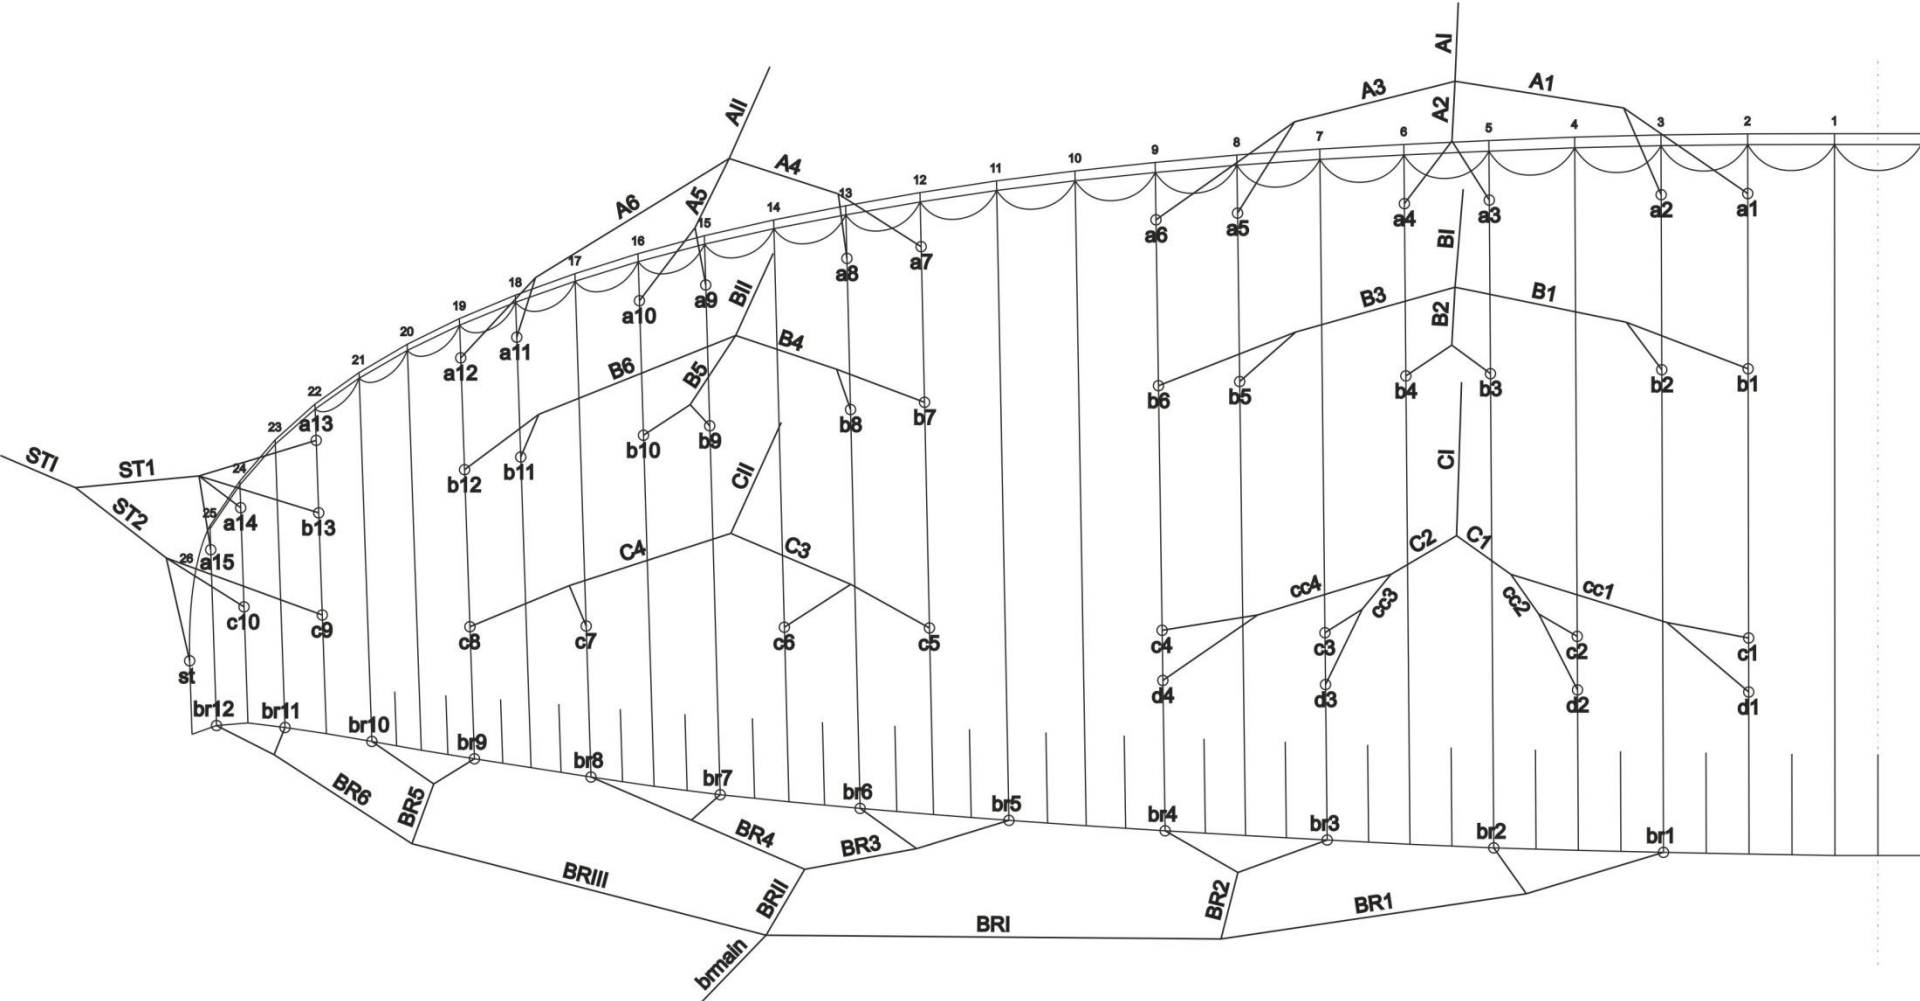 AI
A3
A1
AII
A2
3
2
1
4
5
6
7
8
9
10
11
12
13
A4
A5
A6
14
15
16
17
18
19
20
21
22
23
24
25
26
a1
a2
a3
a4
a5
a6
a7
a8
a9
a10
a11
a12
a13
a14
a15
BI
BII
B3
B2
B1
B4
B5
B6
b1
b2
b3
b4
b5
b6
b7
b8
b9
b10
b11
b12
b13
STI
ST1
ST2
CI
CII
C2
C1
C4
C3
cc4
cc3
cc2
cc1
c1
c2
c3
c4
c5
c6
c7
c8
c9
c10
st
d4
d3
d2
d1
br12
br11
br10
br9
br8
br7
br6
br5
br4
br3
br2
br1
BR6
BR5
BR4
BR3
BR2
BR1
BRIII
BRII
BRI
brmain